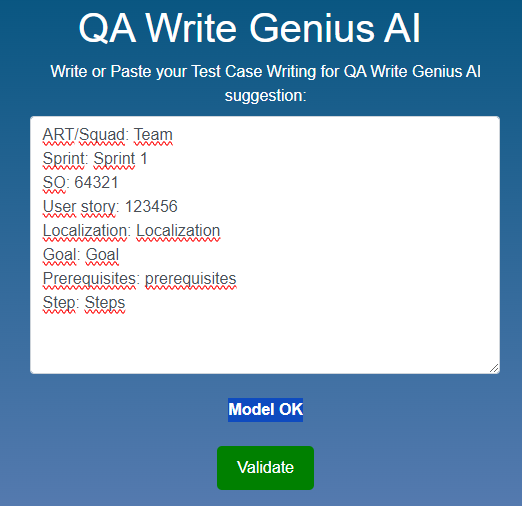 QA Write Genius AI
Write or Paste your Test Case Writing for QA Write Genius AI
suggestion:
ART/Squad: Team
Sprint: Sprint 1
SO: 64321
User story: 123456
Localization: Localization
Goal: Goal
Prerequisites: prerequisites
Step: Steps
Model OK
Validate